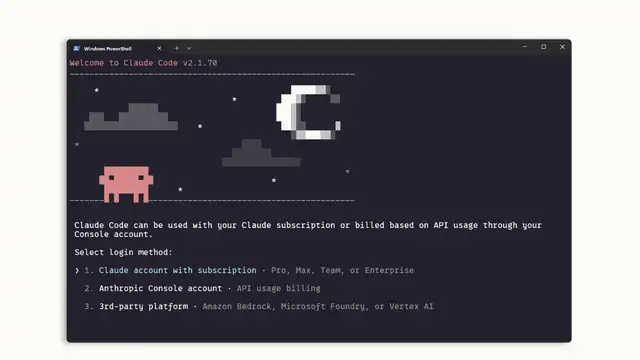 Windows PowerShell
Welcome to Claude Code v2.1.70
Claude Code can be used with your Claude subscription or billed based on API usage through your
Console account.
Select login method:
❯ 1. Claude account with subscription · Pro, Max, Team, or Enterprise
2. Anthropic Console account · API usage billing
3. 3rd-party platform · Amazon Bedrock, Microsoft Foundry, or Vertex AI